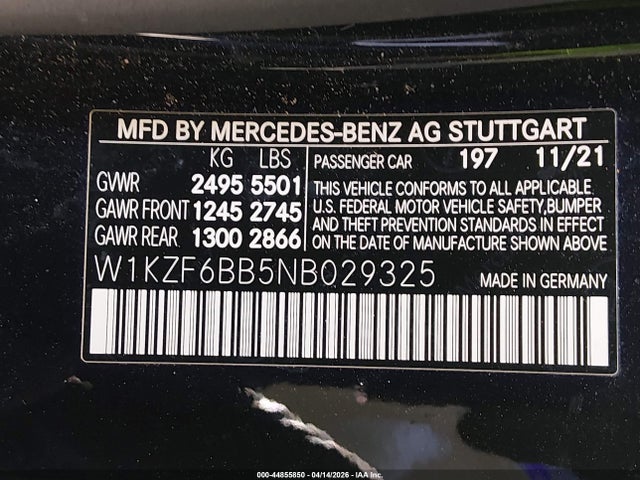 MFD BY MERCEDES-BENZ AG STUTTGART
KG LBS
GVWR 2495 5501
GAWR FRONT 1245 2745
GAWR REAR 1300 2866
PASSENGER CAR 197 11/21
THIS VEHICLE CONFORMS TO ALL APPLICABLE
U.S. FEDERAL MOTOR VEHICLE SAFETY,BUMPER
AND THEFT PREVENTION STANDARDS IN EFFECT
ON THE DATE OF MANUFACTURE SHOWN ABOVE
W1KZF6BB5NB029325
MADE IN GERMANY
000-44855850 - 04/14/2026 - IAA Inc.